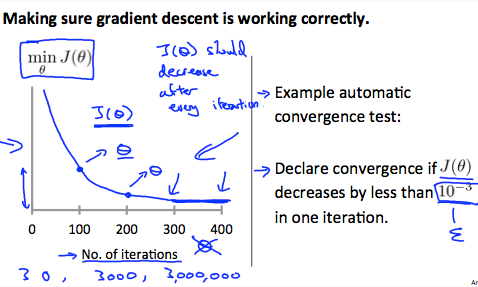 Making sure gradient descent is working correctly.
min J(θ)
θ
J(θ) should
decrease
after
every iteration.
J(θ)
θ
θ
0 100 200 300 400
No. of iterations
30, 3000, 3,000,000
→ Example automatic
convergence test:
→ Declare convergence if J(θ)
decreases by less than 10⁻³
in one iteration.
ε